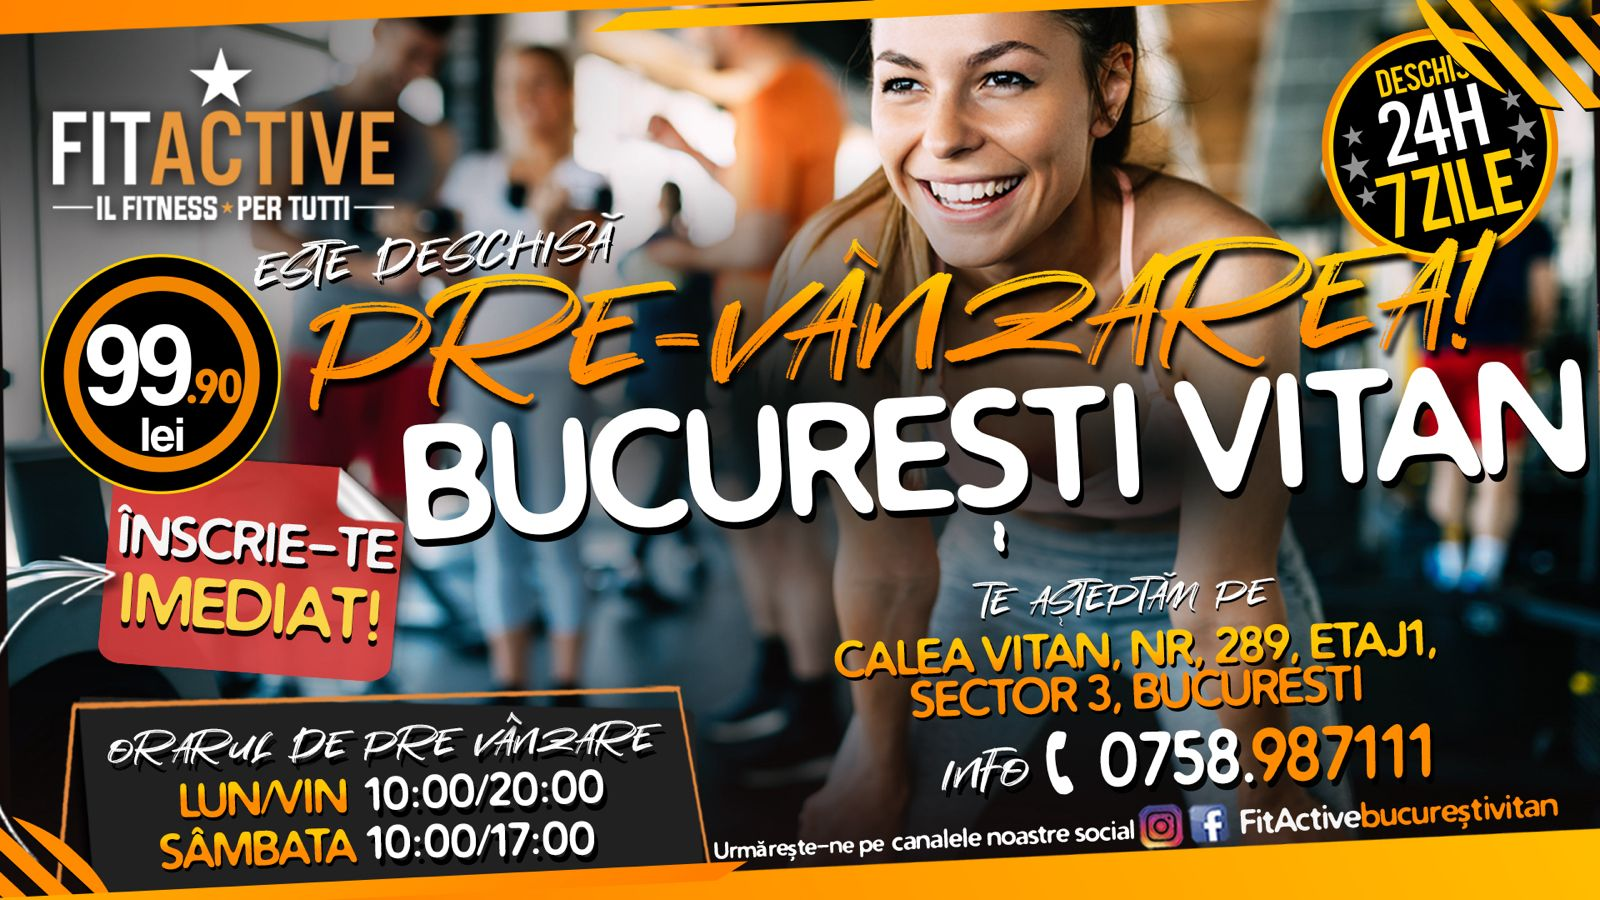 FITACTIVE
IL FITNESS PER TUTTI
DESCHIS
24H
7ZILE
ESTE DESCHISĂ
PRE-VÂNZAREA!
BUCUREȘTI VITAN
99.90
lei
ÎNSCRIE-TE
IMEDIAT!
TE AȘTEPTĂM PE
CALEA VITAN, NR, 289, ETAJ1,
SECTOR 3, BUCURESTI
INFO 0758.987111
ORARUL DE PRE VÂNZARE
LUN/VIN 10:00/20:00
SÂMBATA 10:00/17:00
Urmărește-ne pe canalele noastre social FitActivebucureștivitan